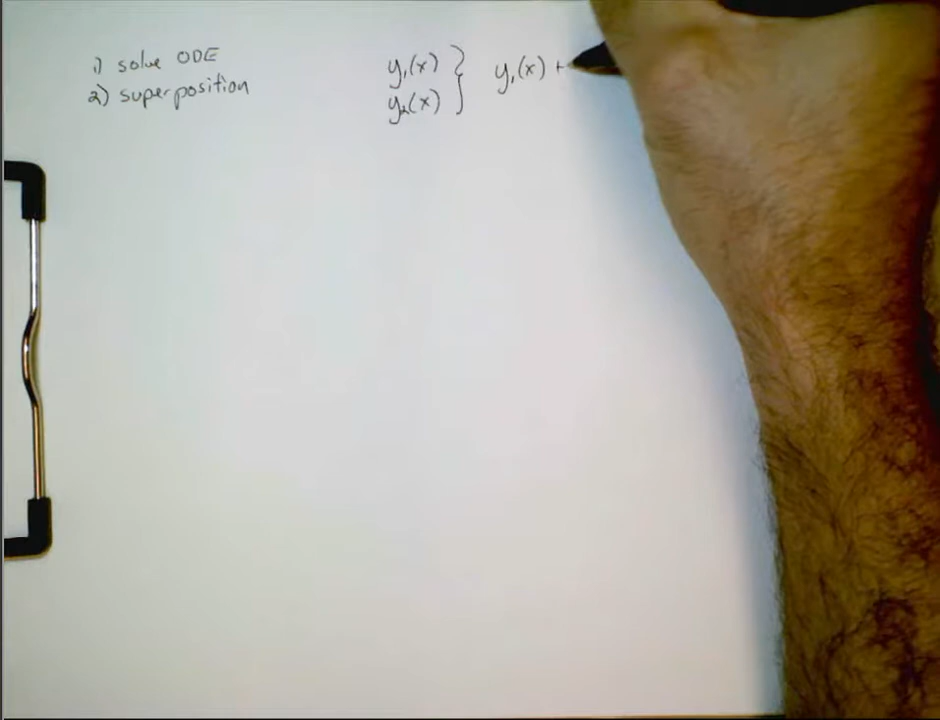 1) solve ODE
2) superposition
y₁(x)
y₂(x)
} y₁(x) +